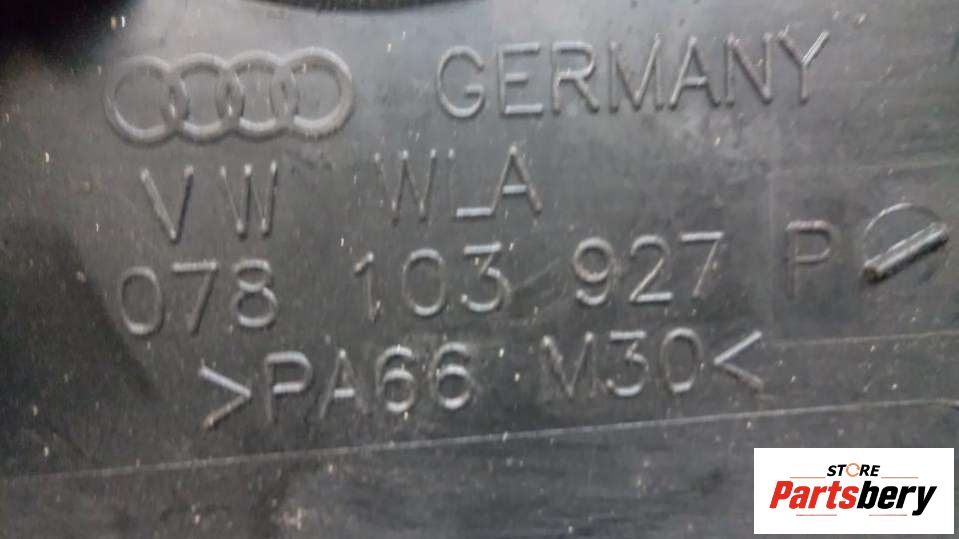 GERMANY
VW WLA
078 103 927 P
>PA66 M30<
STORE
Partsbery